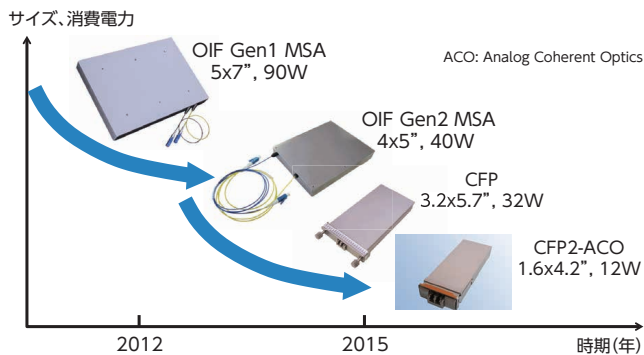 サイズ、消費電力
OIF Gen1 MSA
5x7”, 90W
ACO: Analog Coherent Optics
OIF Gen2 MSA
4x5”, 40W
CFP
3.2x5.7”, 32W
CFP2-ACO
1.6x4.2”, 12W
2012
2015
時期(年)